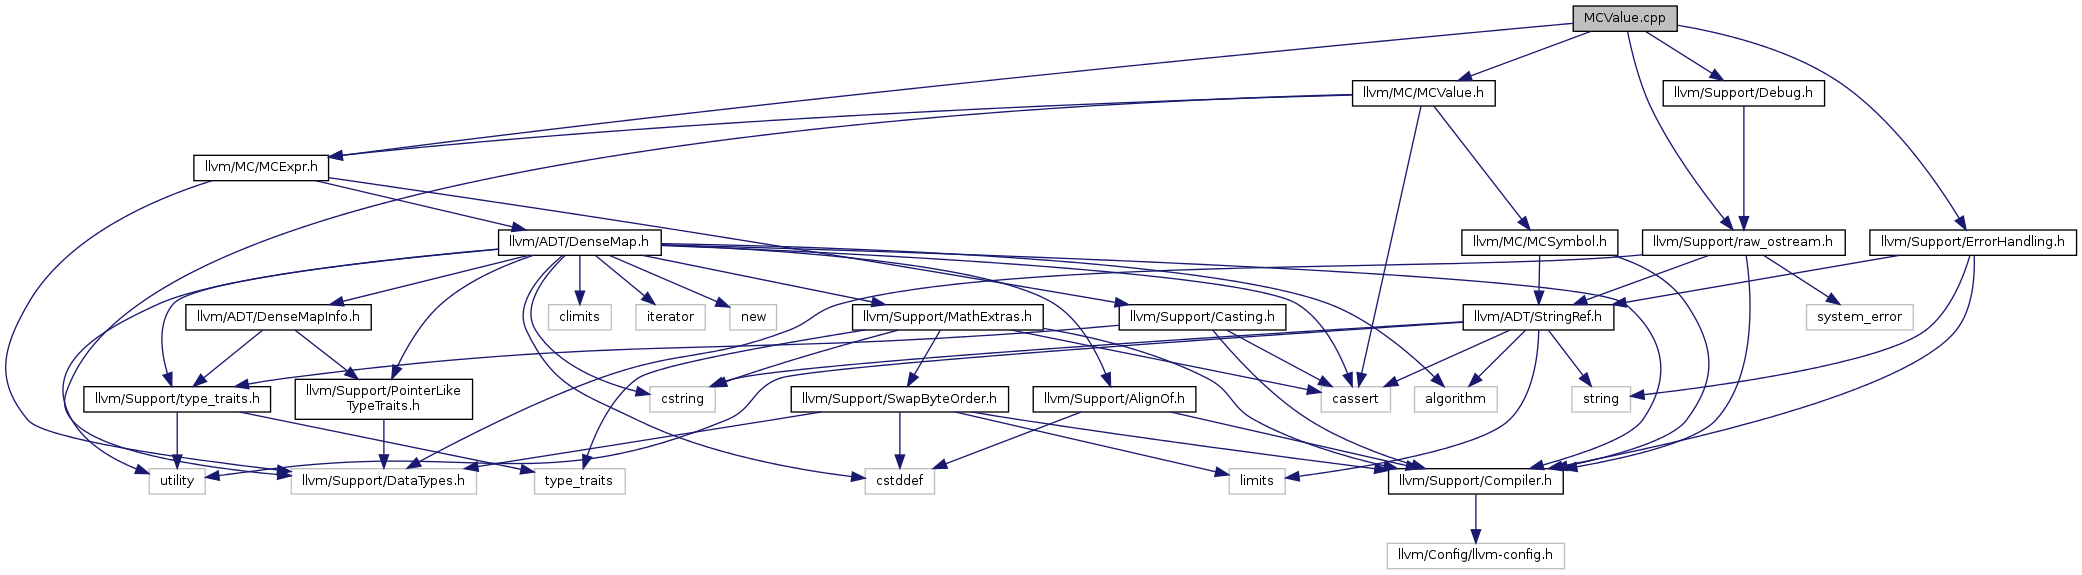 MCValue.cpp
llvm/MC/MCValue.h
llvm/Support/Debug.h
llvm/MC/MCExpr.h
llvm/ADT/DenseMap.h
llvm/MC/MCSymbol.h
llvm/Support/raw_ostream.h
llvm/Support/ErrorHandling.h
llvm/ADT/DenseMapInfo.h
climits
iterator
new
llvm/Support/MathExtras.h
llvm/Support/Casting.h
llvm/ADT/StringRef.h
system_error
llvm/Support/type_traits.h
llvm/Support/PointerLike
TypeTraits.h
cstring
llvm/Support/SwapByteOrder.h
llvm/Support/AlignOf.h
cassert
algorithm
string
utility
llvm/Support/DataTypes.h
type_traits
cstddef
limits
llvm/Support/Compiler.h
llvm/Config/llvm-config.h